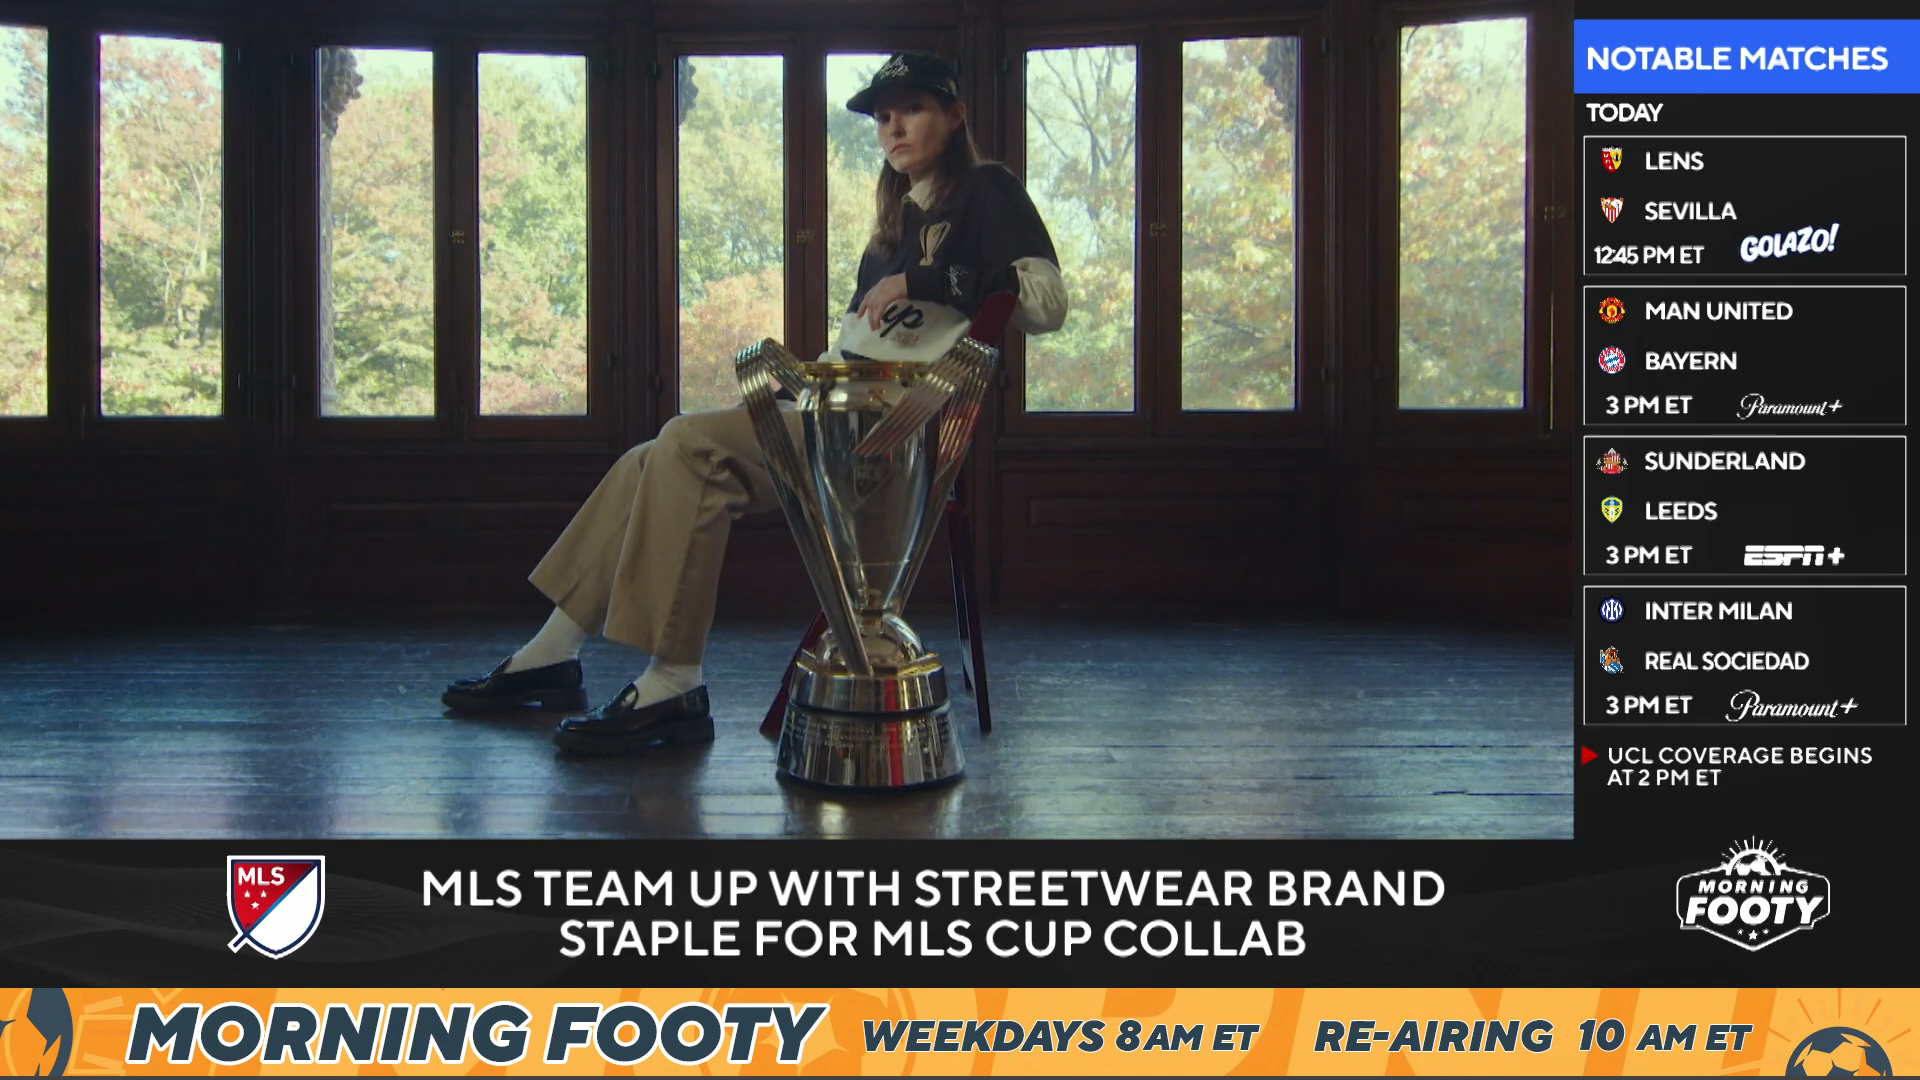 NOTABLE MATCHES
TODAY
LENS
SEVILLA
12:45 PM ET GOLAZO!
MAN UNITED
BAYERN
3 PM ET Paramount+
SUNDERLAND
LEEDS
3 PM ET ESPN+
INTER MILAN
REAL SOCIEDAD
3 PM ET Paramount+
UCL COVERAGE BEGINS
AT 2 PM ET
MLS
MLS TEAM UP WITH STREETWEAR BRAND
STAPLE FOR MLS CUP COLLAB
MORNING
FOOTY
MORNING FOOTY WEEKDAYS 8 AM ET RE-AIRING 10 AM ET